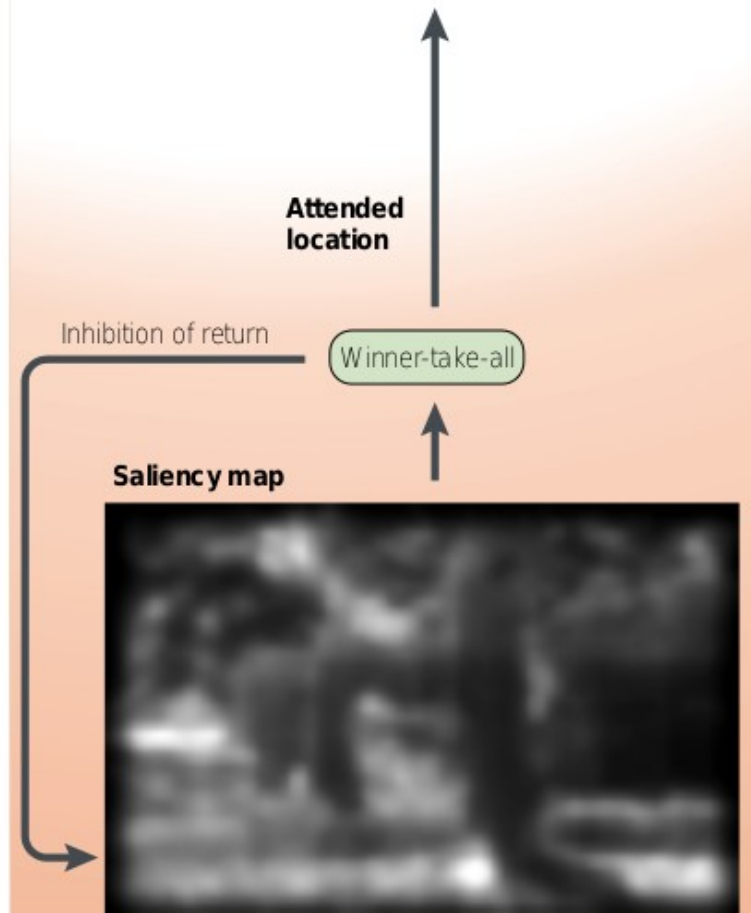 Attended
location
Inhibition of return
Winner-take-all
Saliency map